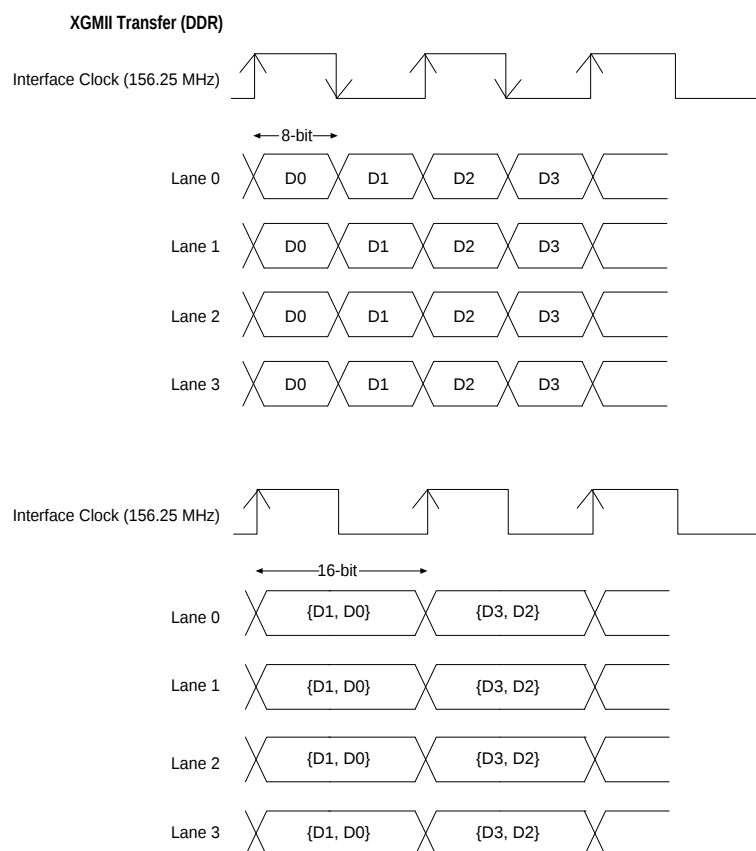 XGMII Transfer (DDR)
Interface Clock (156.25 MHz)
8-bit
Lane 0 D0 D1 D2 D3
Lane 1 D0 D1 D2 D3
Lane 2 D0 D1 D2 D3
Lane 3 D0 D1 D2 D3
Interface Clock (156.25 MHz)
16-bit
Lane 0 {D1, D0} {D3, D2}
Lane 1 {D1, D0} {D3, D2}
Lane 2 {D1, D0} {D3, D2}
Lane 3 {D1, D0} {D3, D2}